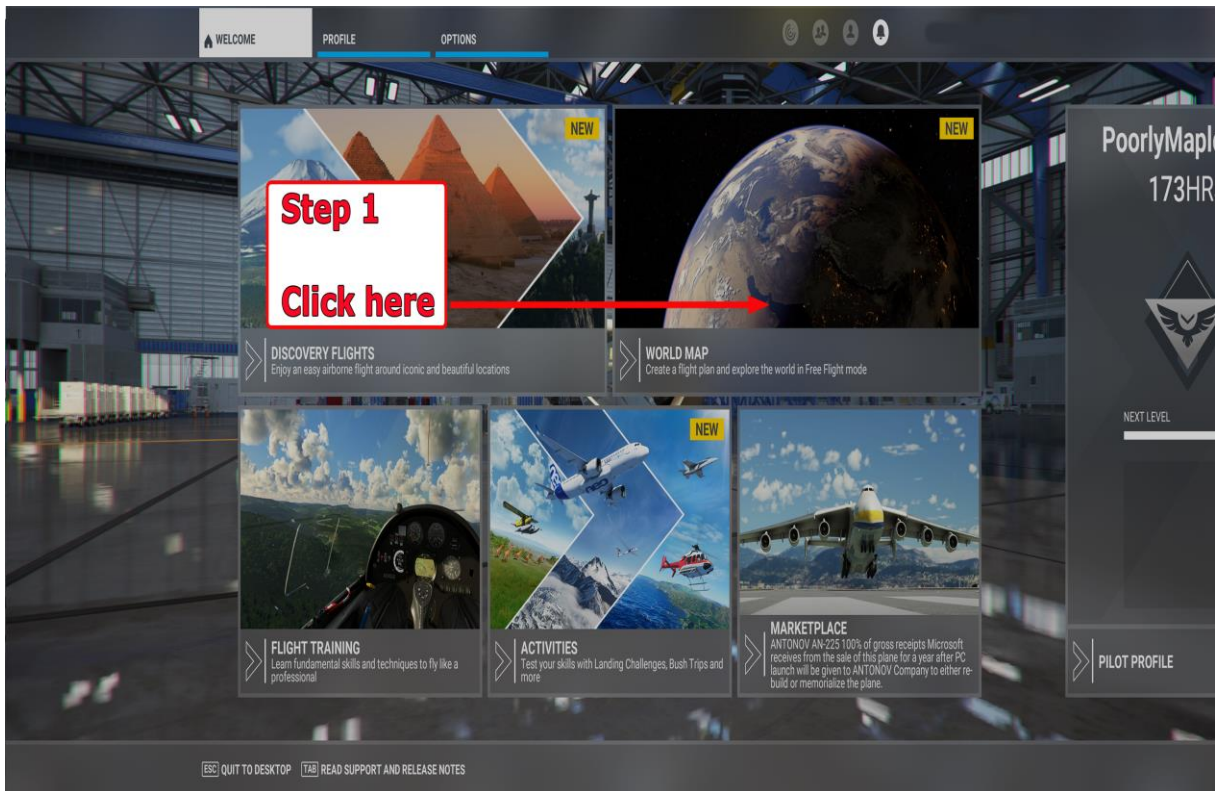 WELCOME
PROFILE
OPTIONS
NEW
NEW
PoorlyMaple
173HR
Step 1
Click here
DISCOVERY FLIGHTS
Enjoy an easy airborne flight around iconic and beautiful locations
WORLD MAP
Create a flight plan and explore the world in Free Flight mode
NEXT LEVEL
NEW
FLIGHT TRAINING
Learn fundamental skills and techniques to fly like a
professional
ACTIVITIES
Test your skills with Landing Challenges, Bush Trips and
more
MARKETPLACE
ANTONOV AN-225 100% of gross receipts Microsoft
receives from the sale of this plane for a year after PC
launch will be given to ANTONOV Company to either re-
build or memorialize the plane.
PILOT PROFILE
ESC QUIT TO DESKTOP
TAB READ SUPPORT AND RELEASE NOTES